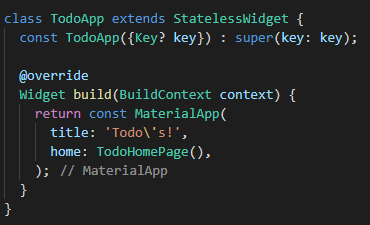 class TodoApp extends StatelessWidget {
  const TodoApp({Key? key}) : super(key: key);

  @override
  Widget build(BuildContext context) {
    return const MaterialApp(
      title: 'Todo\'s!',
      home: TodoHomePage(),
    ); // MaterialApp
  }
}